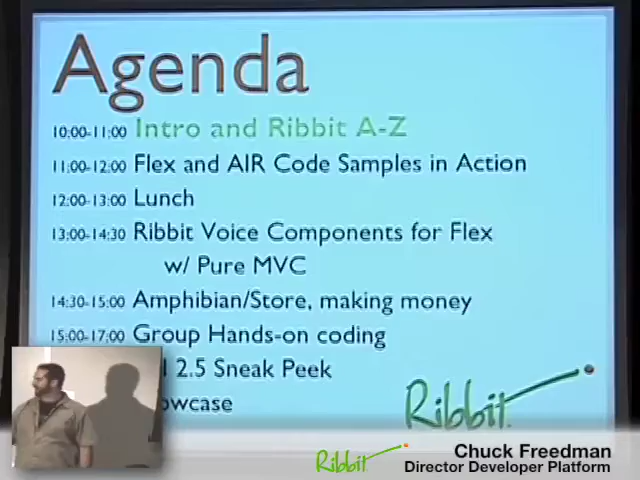 Agenda
10:00-11:00 Intro and Ribbit A-Z
11:00-12:00 Flex and AIR Code Samples in Action
12:00-13:00 Lunch
13:00-14:30 Ribbit Voice Components for Flex
w/ Pure MVC
14:30-15:00 Amphibian/Store, making money
15:00-17:00 Group Hands-on coding
2.5 Sneak Peek
Ribbit
Ribbit
Chuck Freedman
Director Developer Platform